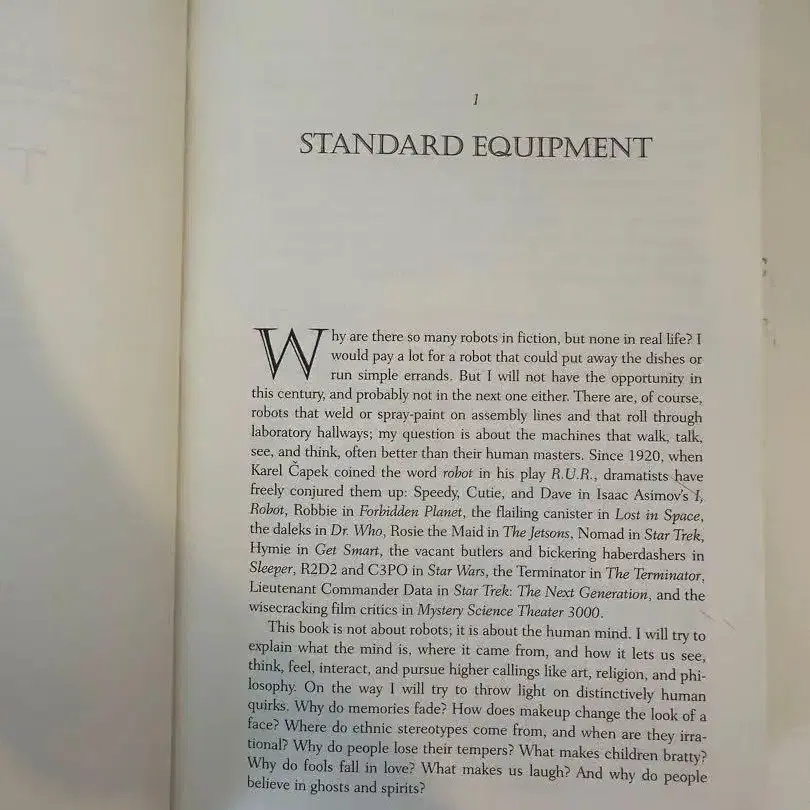 1
STANDARD EQUIPMENT
Why are there so many robots in fiction, but none in real life? I
would pay a lot for a robot that could put away the dishes or
run simple errands. But I will not have the opportunity in
this century, and probably not in the next one either. There are, of course,
robots that weld or spray-paint on assembly lines and that roll through
laboratory hallways; my question is about the machines that walk, talk,
see, and think, often better than their human masters. Since 1920, when
Karel Čapek coined the word robot in his play R.U.R., dramatists have
freely conjured them up: Speedy, Cutie, and Dave in Isaac Asimov's I,
Robot, Robbie in Forbidden Planet, the flailing canister in Lost in Space,
the daleks in Dr. Who, Rosie the Maid in The Jetsons, Nomad in Star Trek,
Hymie in Get Smart, the vacant butlers and bickering haberdashers in
Sleeper, R2D2 and C3PO in Star Wars, the Terminator in The Terminator,
Lieutenant Commander Data in Star Trek: The Next Generation, and the
wisecracking film critics in Mystery Science Theater 3000.
This book is not about robots; it is about the human mind. I will try to
explain what the mind is, where it came from, and how it lets us see,
think, feel, interact, and pursue higher callings like art, religion, and phi-
losophy. On the way I will try to throw light on distinctively human
quirks. Why do memories fade? How does makeup change the look of a
face? Where do ethnic stereotypes come from, and when are they irra-
tional? Why do people lose their tempers? What makes children bratty?
Why do fools fall in love? What makes us laugh? And why do people
believe in ghosts and spirits?